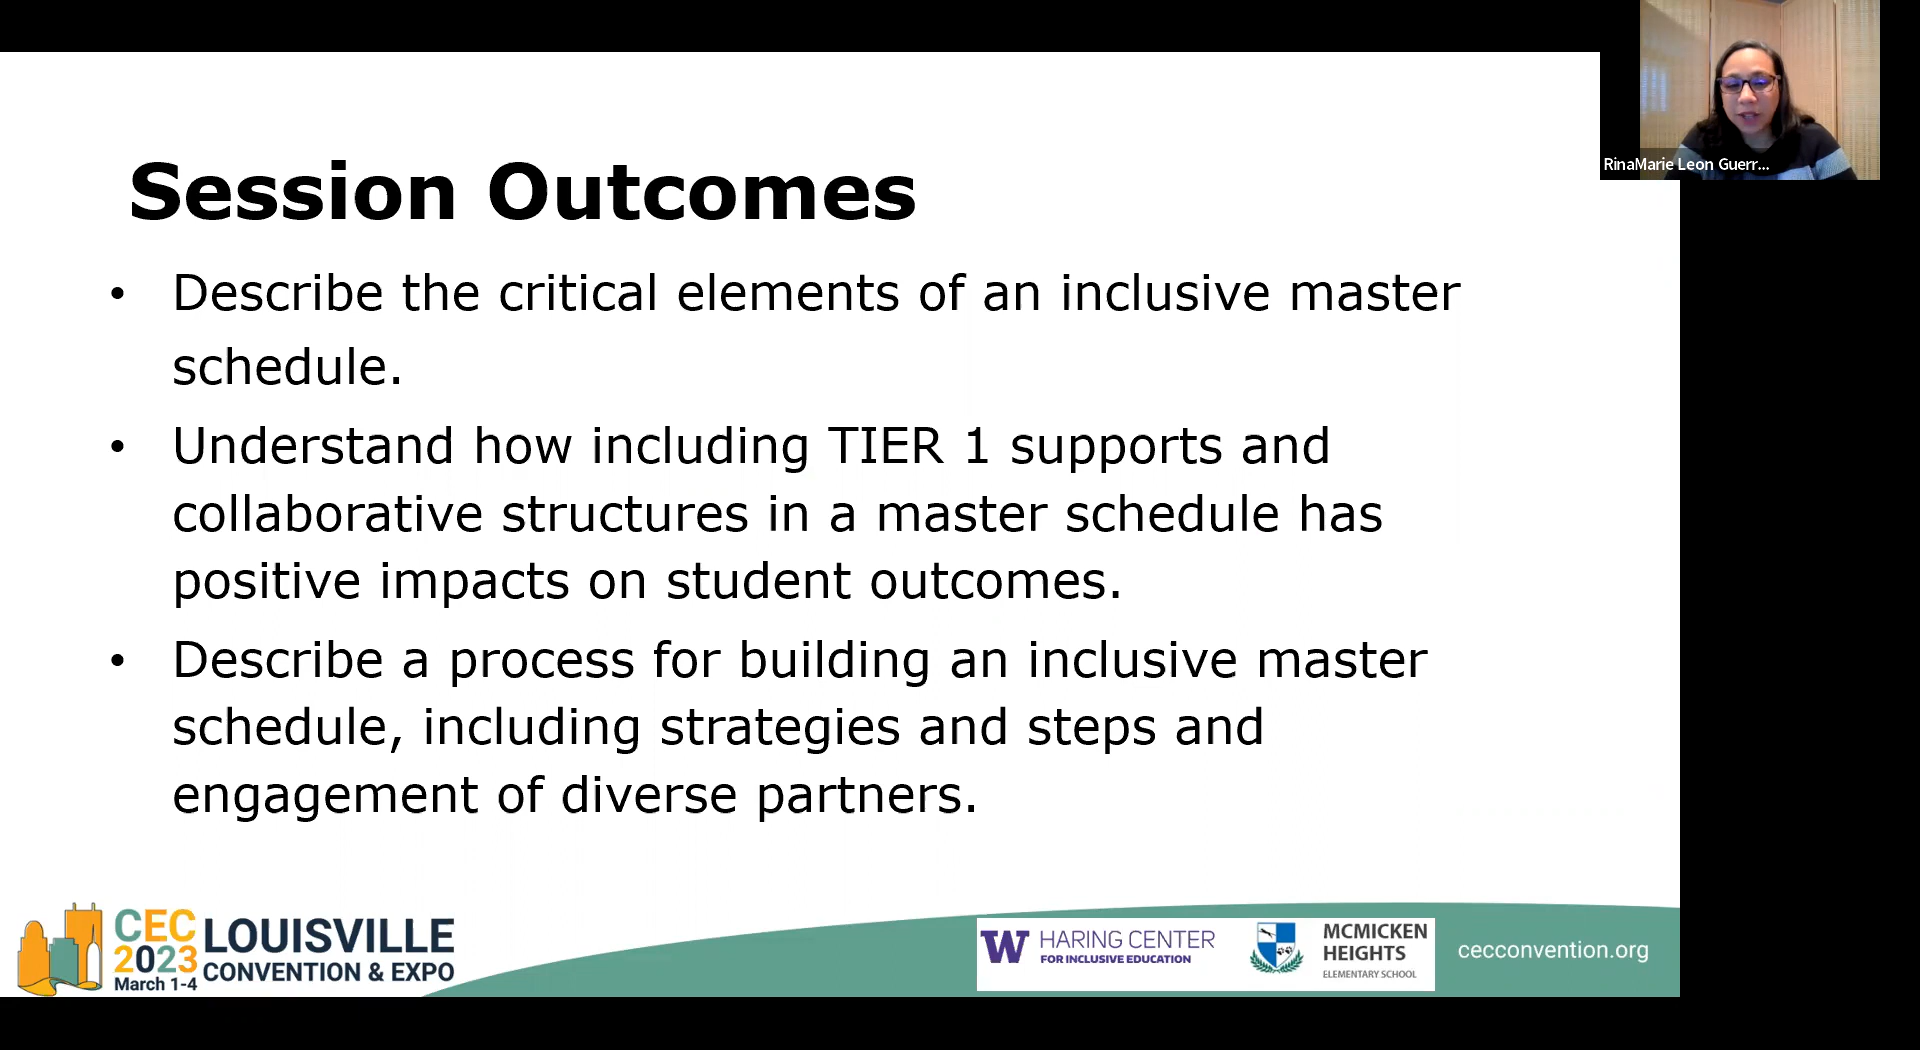 Session Outcomes
• Describe the critical elements of an inclusive master
schedule.
• Understand how including TIER 1 supports and
collaborative structures in a master schedule has
positive impacts on student outcomes.
• Describe a process for building an inclusive master
schedule, including strategies and steps and
engagement of diverse partners.
RinaMarie Leon Guerr...
CEC
2023
March 1-4
LOUISVILLE
CONVENTION & EXPO
W
HARING CENTER
FOR INCLUSIVE EDUCATION
MCMICKEN
HEIGHTS
ELEMENTARY SCHOOL
cecconvention.org